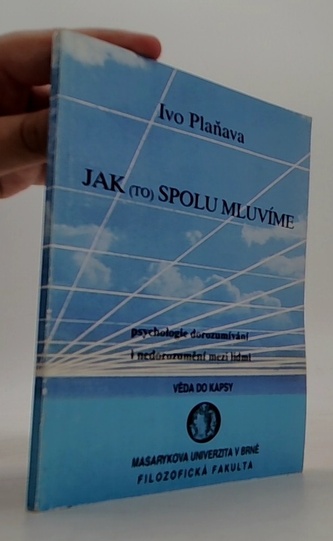 Ivo Plaňava
JAK (TO) SPOLU MLUVÍME
psychologie dorozumívání
i nedorozumění mezi lidmi
VĚDA DO KAPSY
MASARYKOVA UNIVERZITA V BRNĚ
FILOZOFICKÁ FAKULTA